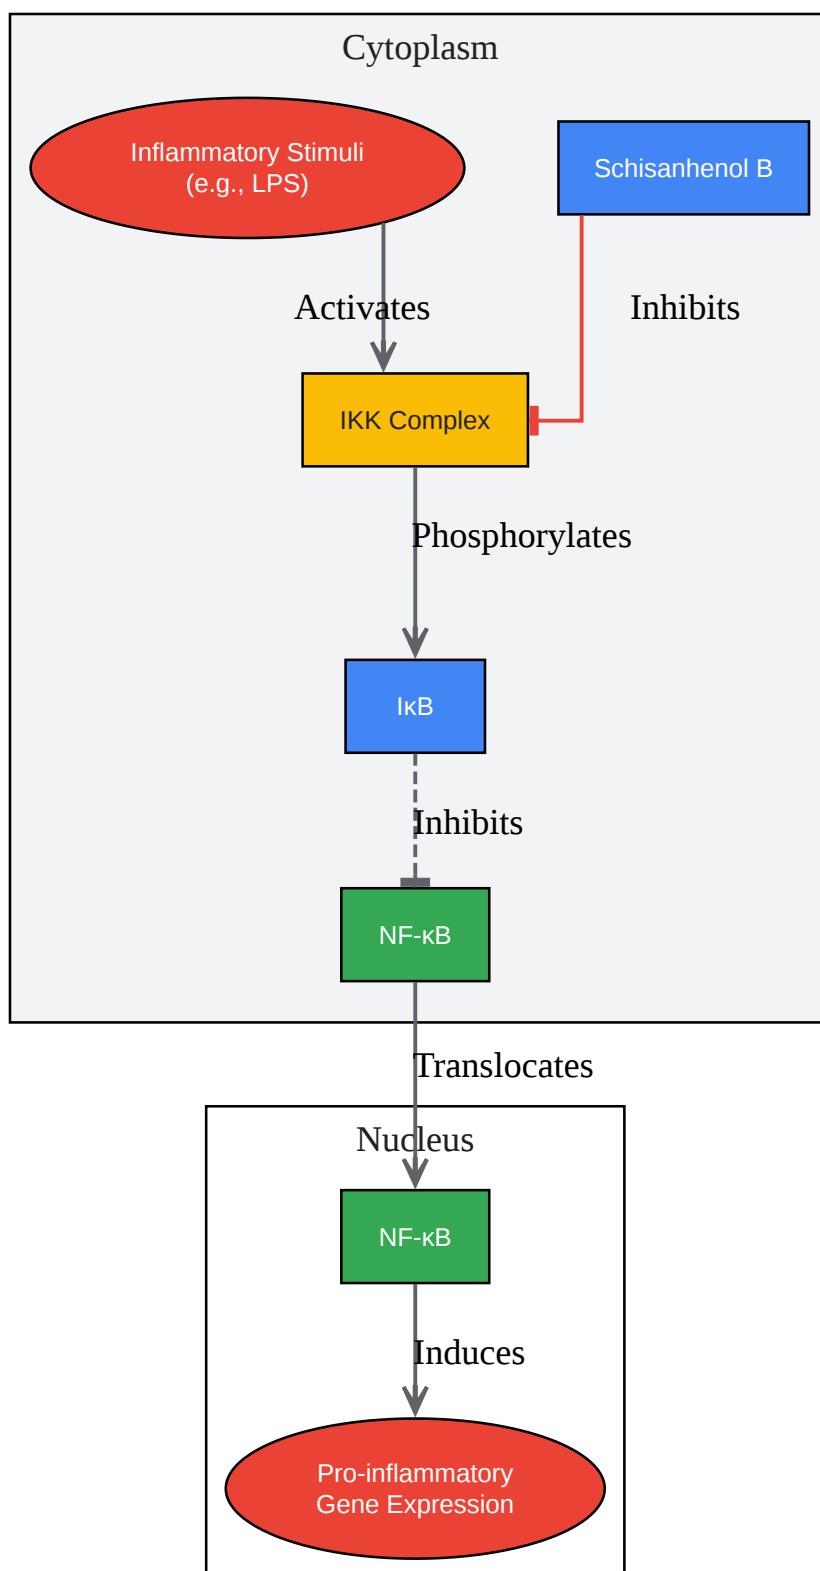 Cytoplasm
Inflammatory Stimuli
(e.g., LPS)
Schisanhenol B
Activates
Inhibits
IKK Complex
Phosphorylates
IκB
Inhibits
NF-κB
Translocates
Nucleus
NF-κB
Induces
Pro-inflammatory
Gene Expression